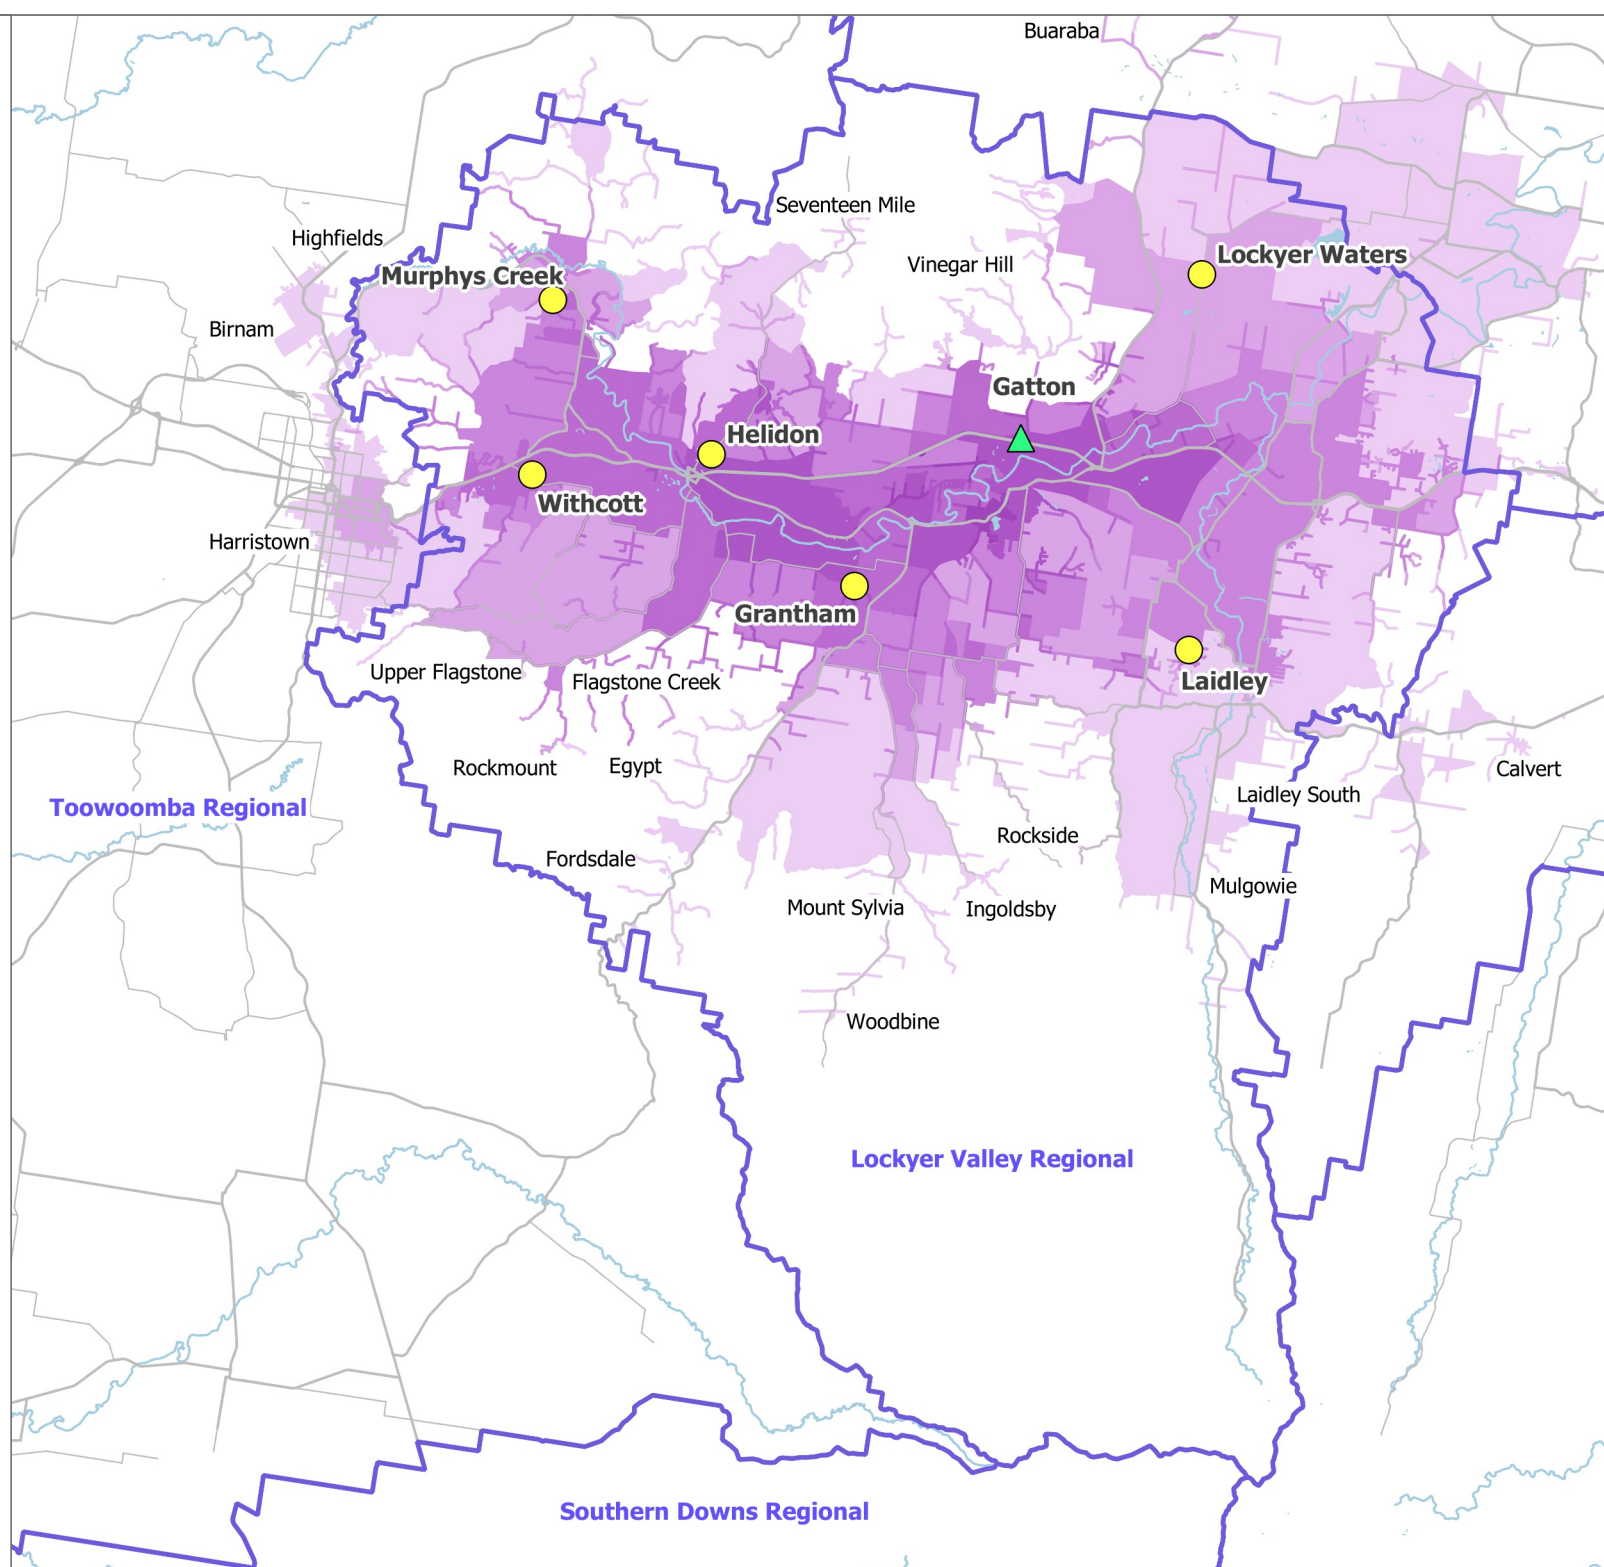 Buaraba
Seventeen Mile
Highfields
Lockyer Waters
Vinegar Hill
Murphys Creek
Birnam
Gatton
Helidon
Withcott
Harristown
Grantham
Upper Flagstone
Flagstone Creek
Laidley
Rockmount
Egypt
Calvert
Toowoomba Regional
Laidley South
Rockside
Fordsdale
Mulgowie
Mount Sylvia
Ingoldsby
Woodbine
Lockyer Valley Regional
Southern Downs Regional